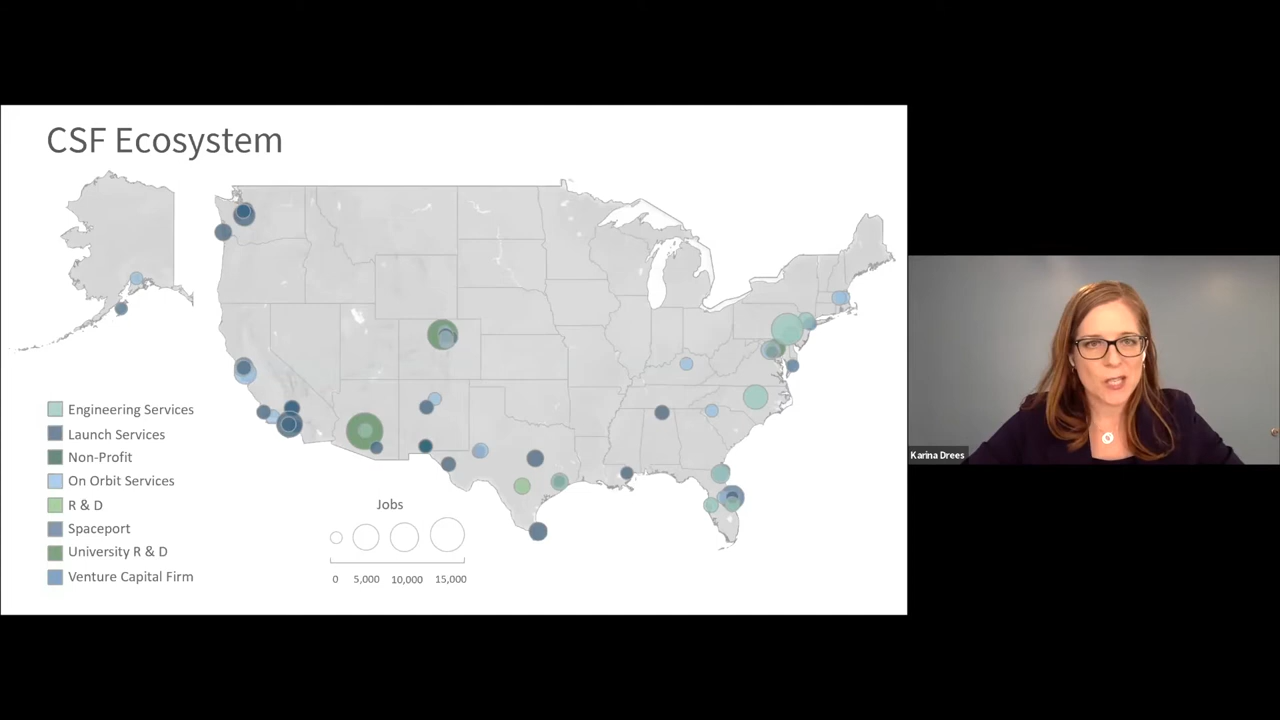 CSF Ecosystem
Engineering Services
Launch Services
Non-Profit
On Orbit Services
R & D
Spaceport
University R & D
Venture Capital Firm
Jobs
0 5,000 10,000 15,000
Karina Drees